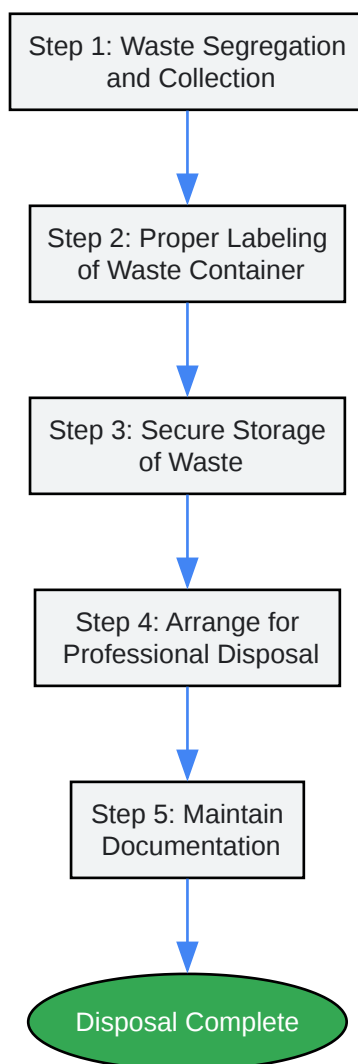 Step 1: Waste Segregation
and Collection
Step 2: Proper Labeling
of Waste Container
Step 3: Secure Storage
of Waste
Step 4: Arrange for
Professional Disposal
Step 5: Maintain
Documentation
Disposal Complete